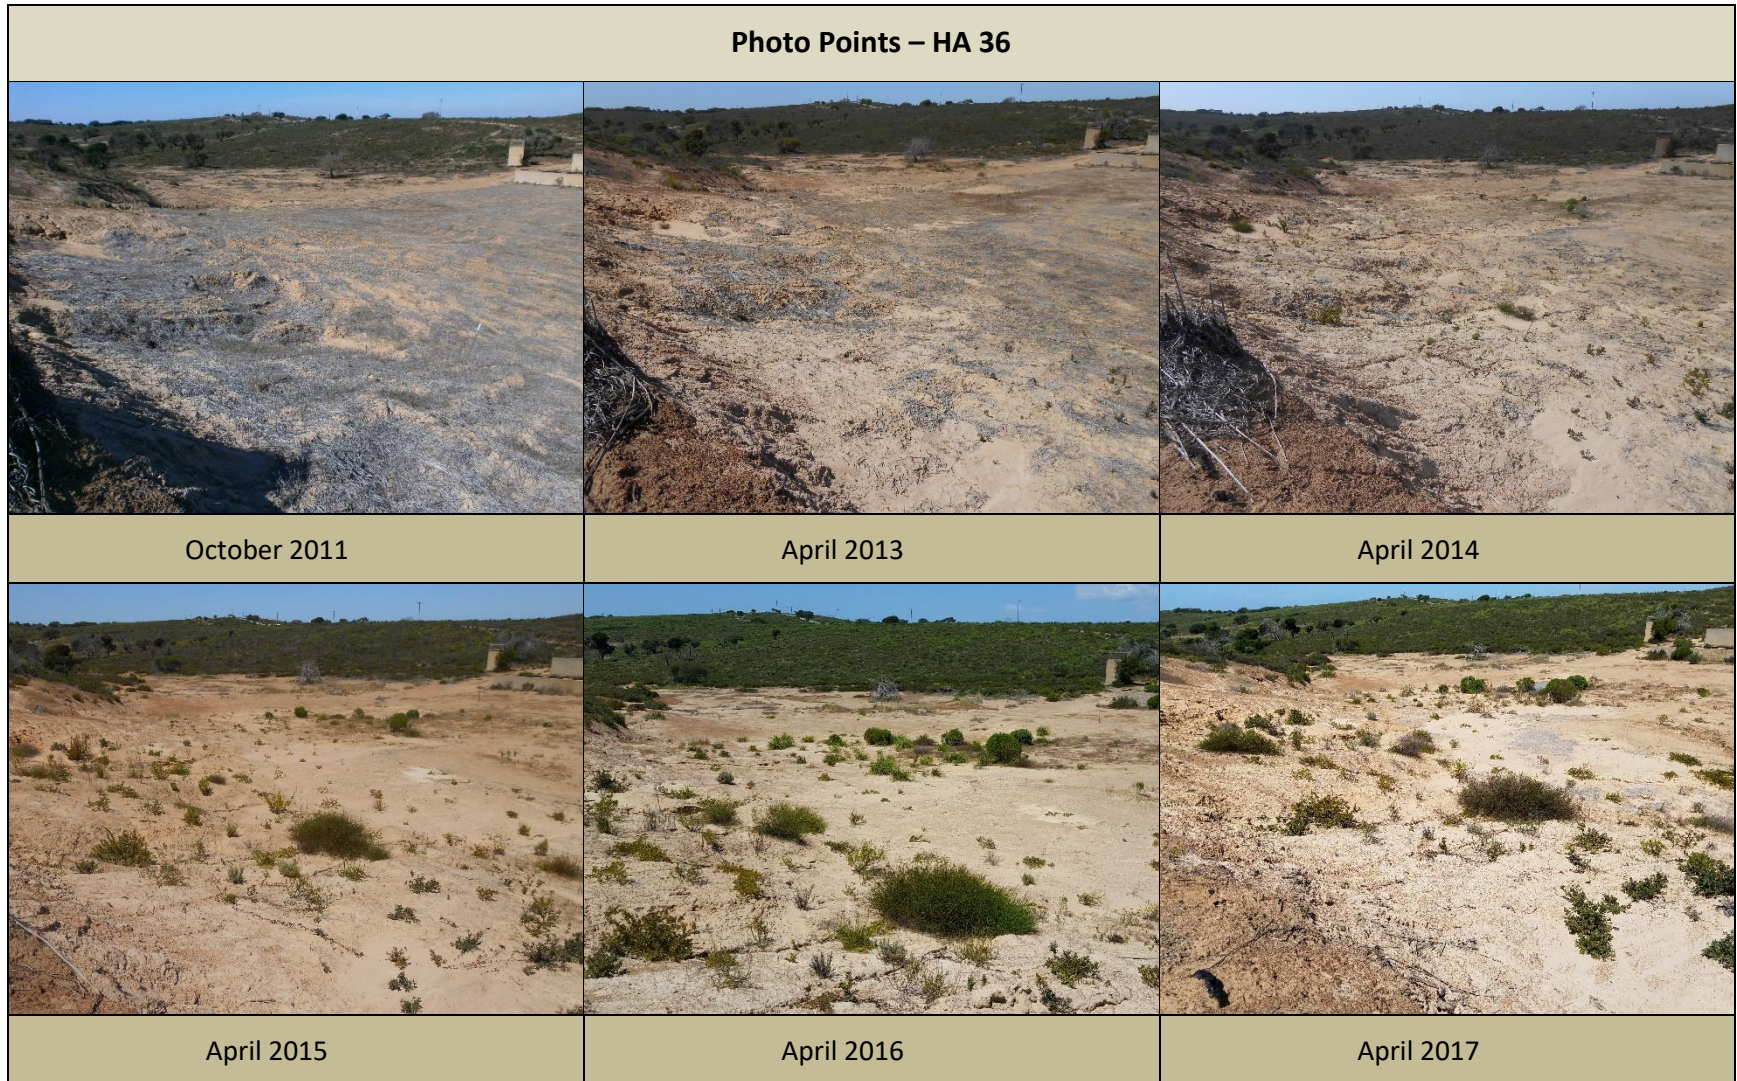 Photo Points – HA 36
October 2011
April 2013
April 2014
April 2015
April 2016
April 2017